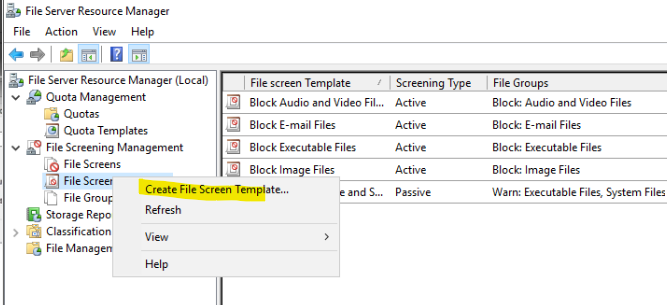 File Server Resource Manager
File Action View Help
File Server Resource Manager (Local)
Quota Management
Quotas
Quota Templates
File Screening Management
File Screens
File Screen
File Group
Storage Repo
Classification
File Managem
Create File Screen Template...
Refresh
View
Help
File screen Template Screening Type File Groups
Block Audio and Video Fil... Active Block: Audio and Video Files
Block E-mail Files Active Block: E-mail Files
Block Executable Files Active Block: Executable Files
Block Image Files Active Block: Image Files
e and S... Passive Warn: Executable Files, System Files